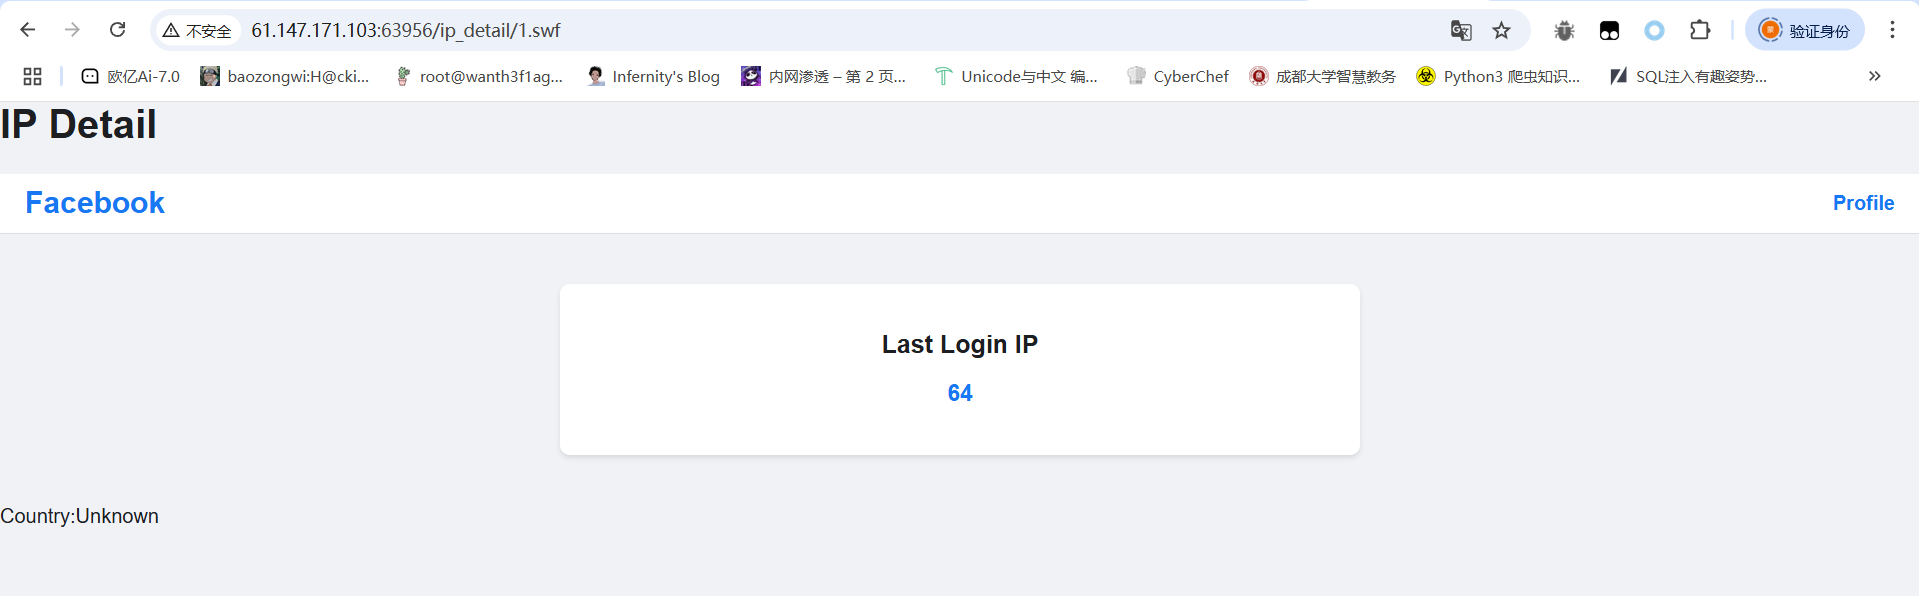 不安全 61.147.171.103:63956/ip_detail/1.swf 验证身份
欧亿Ai-7.0 baozongwi:H@cki... root@wanth3f1ag... Infernity's Blog 内网渗透 – 第 2 页... Unicode与中文 编... CyberChef 成都大学智慧教务 Python3 爬虫知识... SQL注入有趣姿势... »
IP Detail
Facebook Profile
Last Login IP
64
Country:Unknown